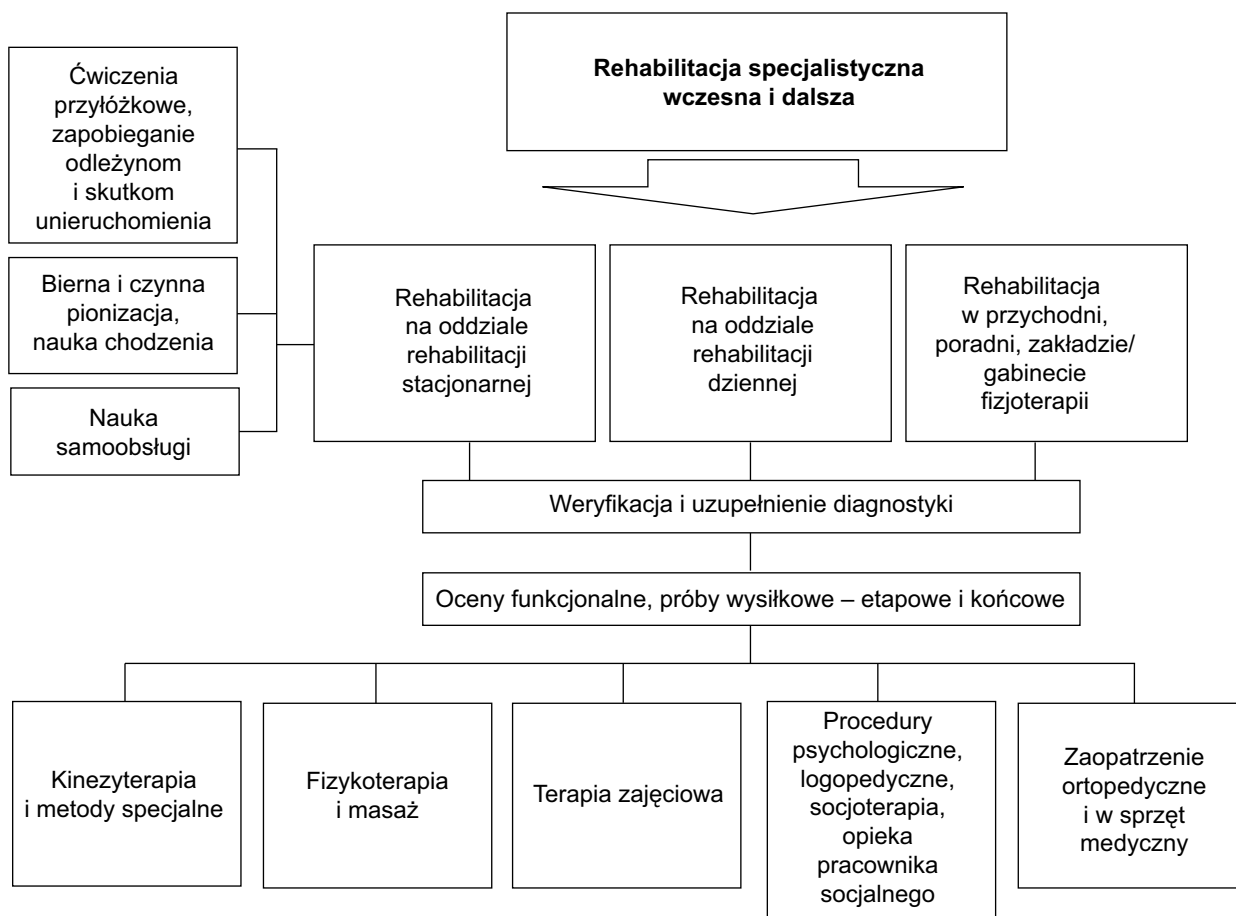 Rehabilitacja specjalistyczna
wczesna i dalsza
Ćwiczenia
przyłóżkowe,
zapobieganie
odleżynom
i skutkom
unieruchomienia
Bierna i czynna
pionizacja,
nauka chodzenia
Nauka
samoobsługi
Rehabilitacja
na oddziale
rehabilitacji
stacjonarnej
Rehabilitacja
na oddziale
rehabilitacji
dziennej
Rehabilitacja
w przychodni,
poradni, zakładzie/
gabinecie
fizjoterapii
Weryfikacja i uzupełnienie diagnostyki
Oceny funkcjonalne, próby wysiłkowe – etapowe i końcowe
Kinezyterapia
i metody specjalne
Fizykoterapia
i masaż
Terapia zajęciowa
Procedury
psychologiczne,
logopedyczne,
socjoterapia,
opieka
pracownika
socjalnego
Zaopatrzenie
ortopedyczne
i w sprzęt
medyczny